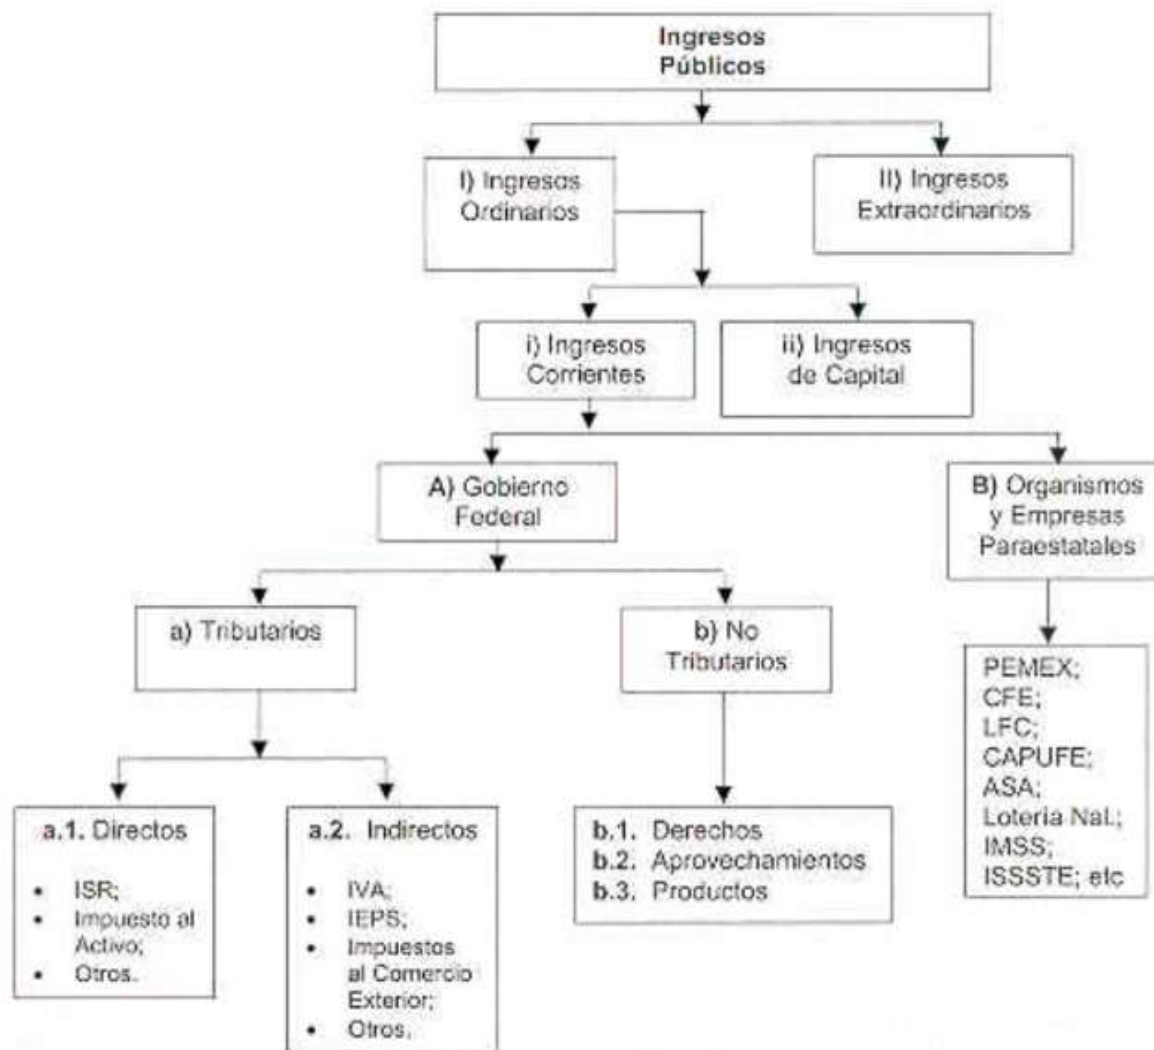 Ingresos
Públicos
I) Ingresos
Ordinarios
II) Ingresos
Extraordinarios
i) Ingresos
Corrientes
ii) Ingresos
de Capital
A) Gobierno
Federal
B) Organismos
y Empresas
Paraestatales
a) Tributarios
b) No
Tributarios
PEMEX;
CFE;
LFC;
CAPUFE;
ASA;
Lotería Nal.;
IMSS;
ISSSTE; etc
a.1. Directos
• ISR;
• Impuesto al
Activo;
• Otros.
a.2. Indirectos
• IVA;
• IEPS;
• Impuestos
al Comercio
Exterior;
• Otros.
b.1. Derechos
b.2. Aprovechamientos
b.3. Productos